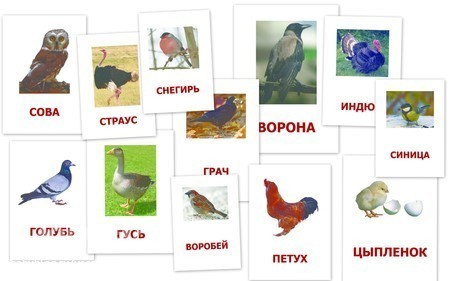 СОВА
СТРАУС
СНЕГИРЬ
ВОРОНА
ИНДЮ
СИНИЦА
ГОЛУБЬ
ГУСЬ
ГРАЧ
ВОРОБЕЙ
ПЕТУХ
ЦЫПЛЕНОК